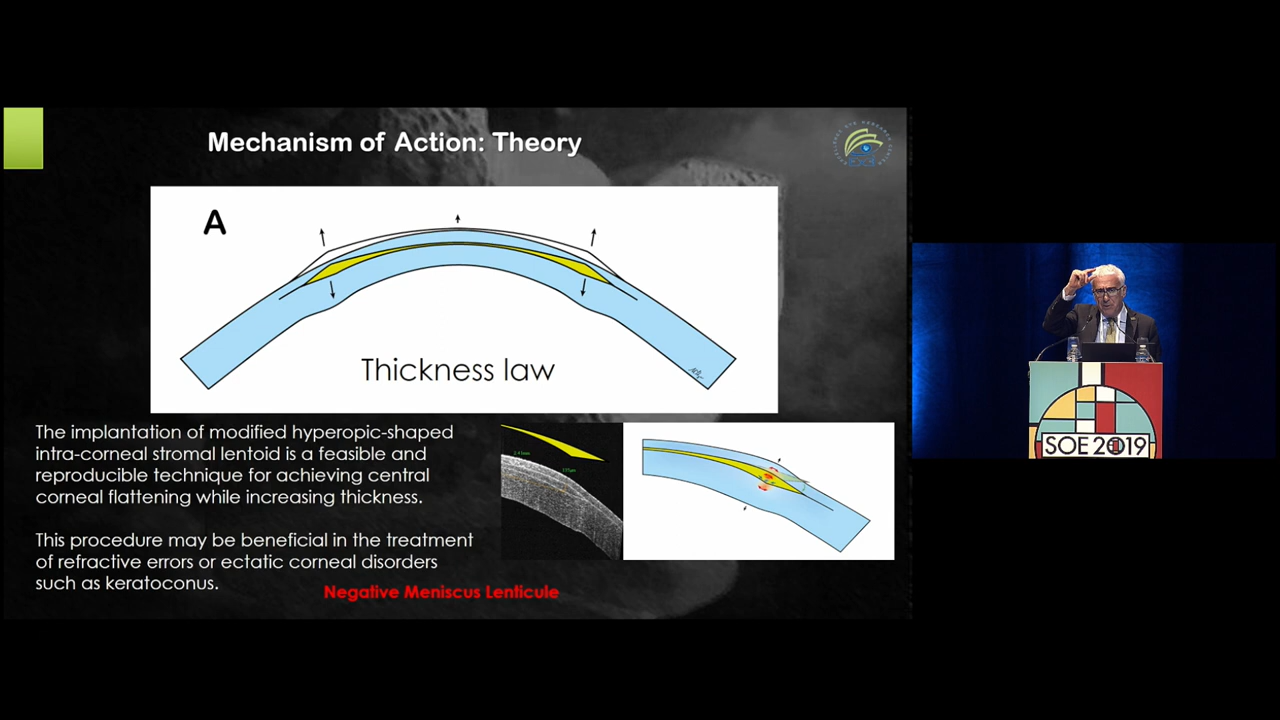 Mechanism of Action: Theory
A
Thickness law
The implantation of modified hyperopic-shaped
intra-corneal stromal lentoid is a feasible and
reproducible technique for achieving central
corneal flattening while increasing thickness.
This procedure may be beneficial in the treatment
of refractive errors or ectatic corneal disorders
such as keratoconus.
Negative Meniscus Lenticule
SOE 2019